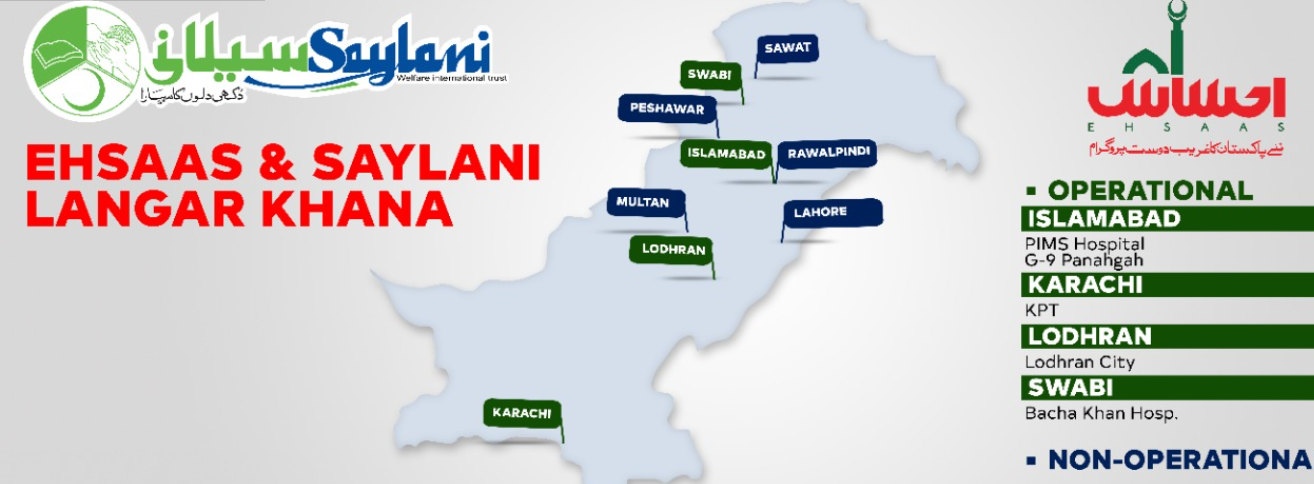 سیلانی Saylani
Welfare international trust
دُکھی دلوں کا سہارا
EHSAAS & SAYLANI
LANGAR KHANA
SAWAT
SWABI
PESHAWAR
ISLAMABAD
RAWALPINDI
MULTAN
LAHORE
LODHRAN
KARACHI
احساس
EHSAAS
نئے پاکستان کا غریب دوست پروگرام
▪ OPERATIONAL
ISLAMABAD
PIMS Hospital
G-9 Panahgah
KARACHI
KPT
LODHRAN
Lodhran City
SWABI
Bacha Khan Hosp.
▪ NON-OPERATIONA